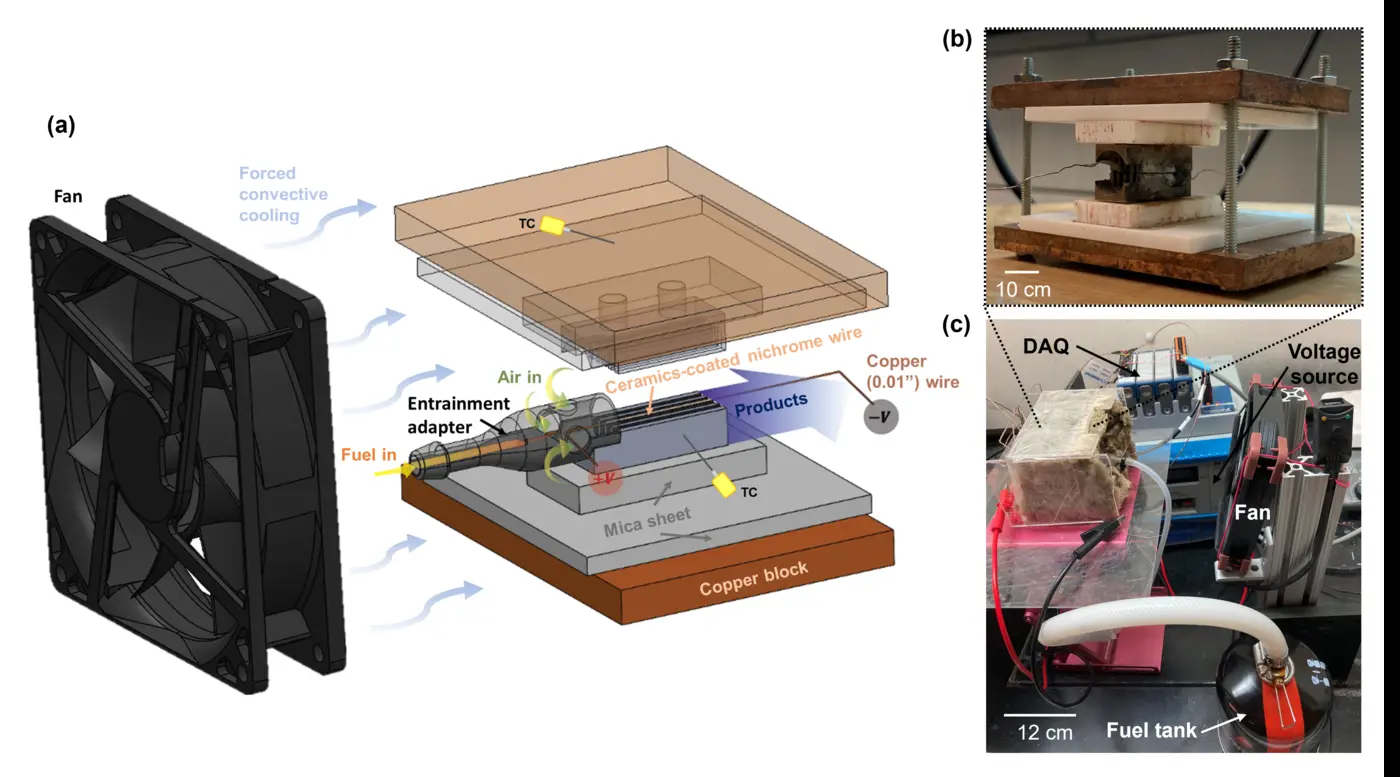 (a)
Fan
Forced
convective
cooling
TC
Air in
Ceramics-coated nichrome wire
Entrainment
adapter
Copper
(0.01”) wire
Products
−V
Fuel in
+V
TC
Mica sheet
Copper block
(b)
10 cm
(c)
DAQ
Voltage
source
Fan
Fuel tank
12 cm